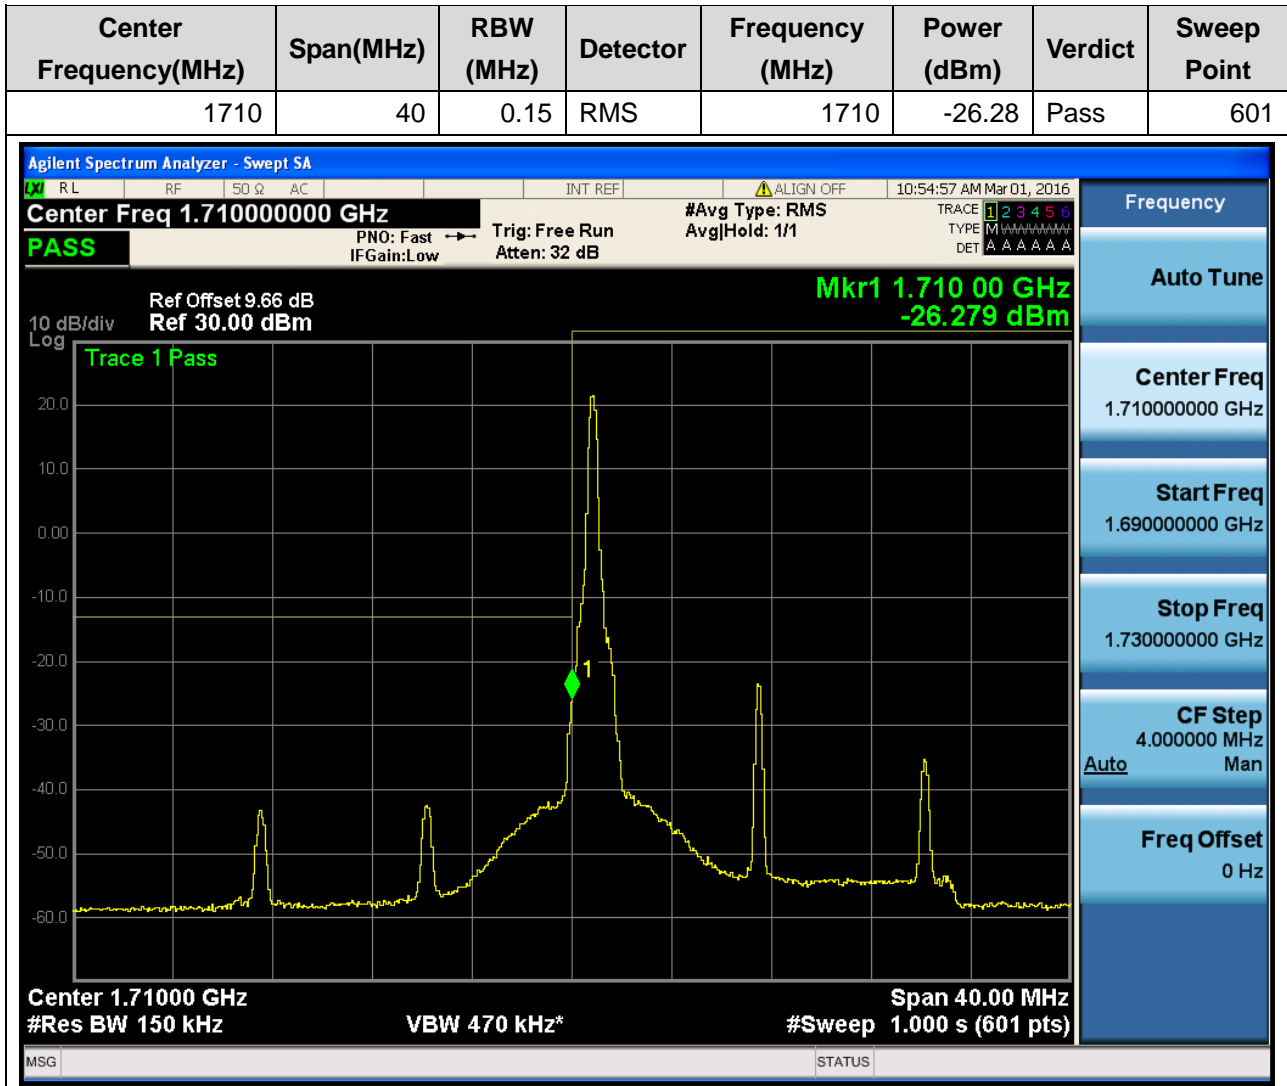 Center Frequency(MHz) Span(MHz) RBW (MHz) Detector Frequency (MHz) Power (dBm) Verdict Sweep Point
1710 40 0.15 RMS 1710 -26.28 Pass 601
Agilent Spectrum Analyzer - Swept SA
LXI RL RF 50 Ω AC INT REF ALIGN OFF 10:54:57 AM Mar 01, 2016
Center Freq 1.710000000 GHz
PASS
PNO: Fast
IFGain:Low
Trig: Free Run
Atten: 32 dB
#Avg Type: RMS
Avg|Hold: 1/1
TRACE 1 2 3 4 5 6
TYPE M WWWWW
DET A A A A A A
Mkr1 1.710 00 GHz
-26.279 dBm
Ref Offset 9.66 dB
10 dB/div Ref 30.00 dBm
Log
Trace 1 Pass
20.0
10.0
0.00
-10.0
-20.0
-30.0
-40.0
-50.0
-60.0
1
Center 1.71000 GHz Span 40.00 MHz
#Res BW 150 kHz VBW 470 kHz* #Sweep 1.000 s (601 pts)
MSG STATUS
Frequency
Auto Tune
Center Freq
1.710000000 GHz
Start Freq
1.690000000 GHz
Stop Freq
1.730000000 GHz
CF Step
4.000000 MHz
Auto Man
Freq Offset
0 Hz